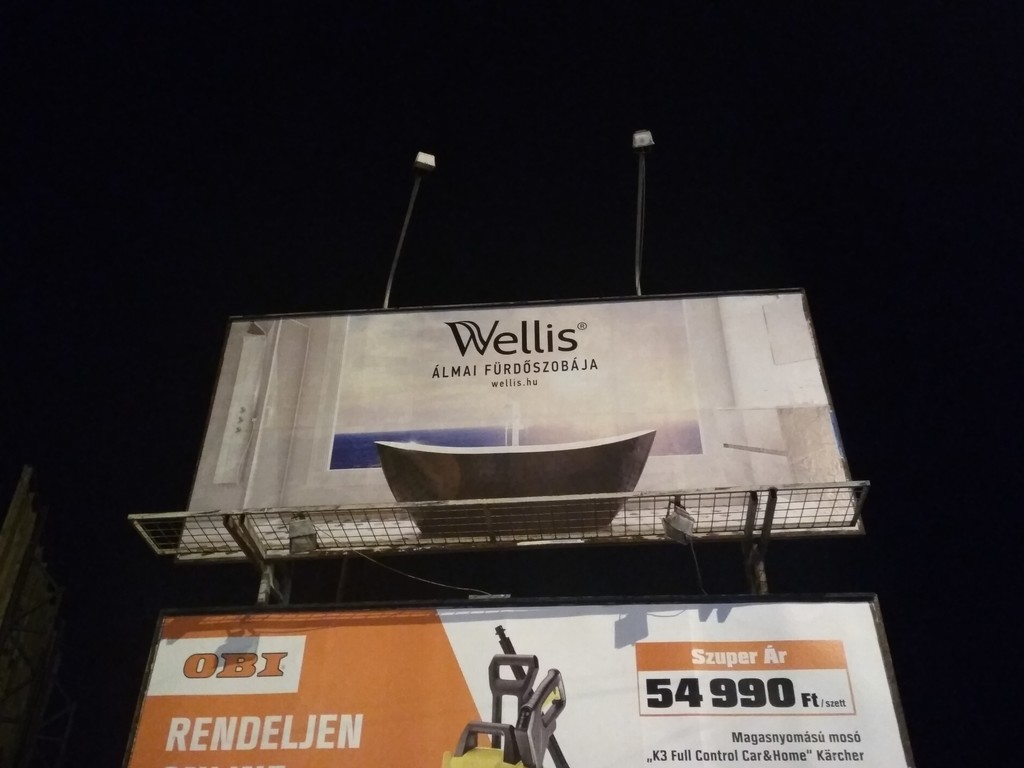 Wellis®
ÁLMAI FÜRDŐSZOBÁJA
wellis.hu
OBI
RENDELJEN
Szuper Ár
54 990 Ft / szett
Magasnyomású mosó
„K3 Full Control Car&Home" Kärcher